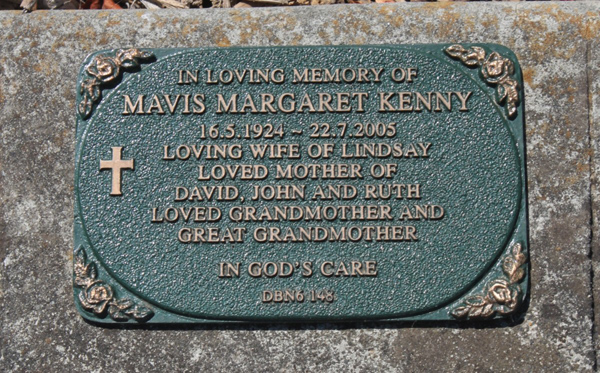 IN LOVING MEMORY OF
MAVIS MARGARET KENNY
16.5.1924 ~ 22.7.2005
LOVING WIFE OF LINDSAY
LOVED MOTHER OF
DAVID, JOHN AND RUTH
LOVED GRANDMOTHER AND
GREAT GRANDMOTHER
IN GOD'S CARE
DBN6 148